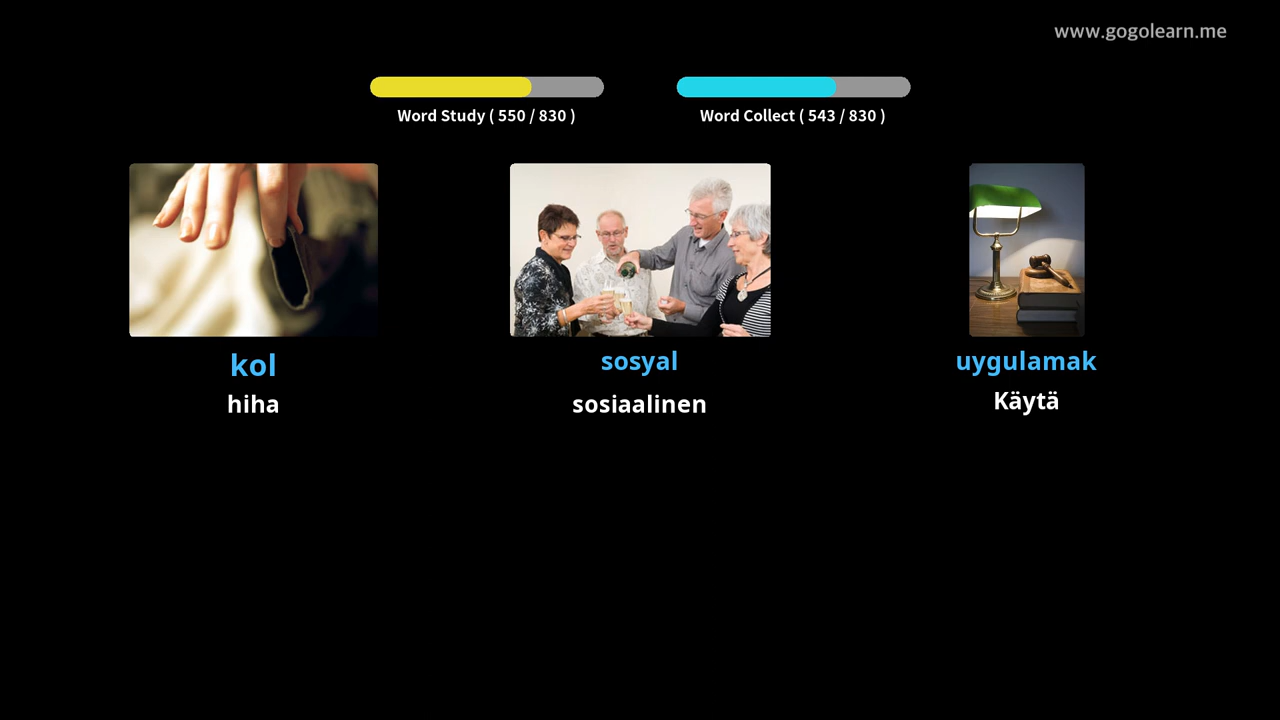 www.gogolearn.me
Word Study ( 550 / 830 )
Word Collect ( 543 / 830 )
kol
hiha
sosyal
sosiaalinen
uygulamak
Käytä